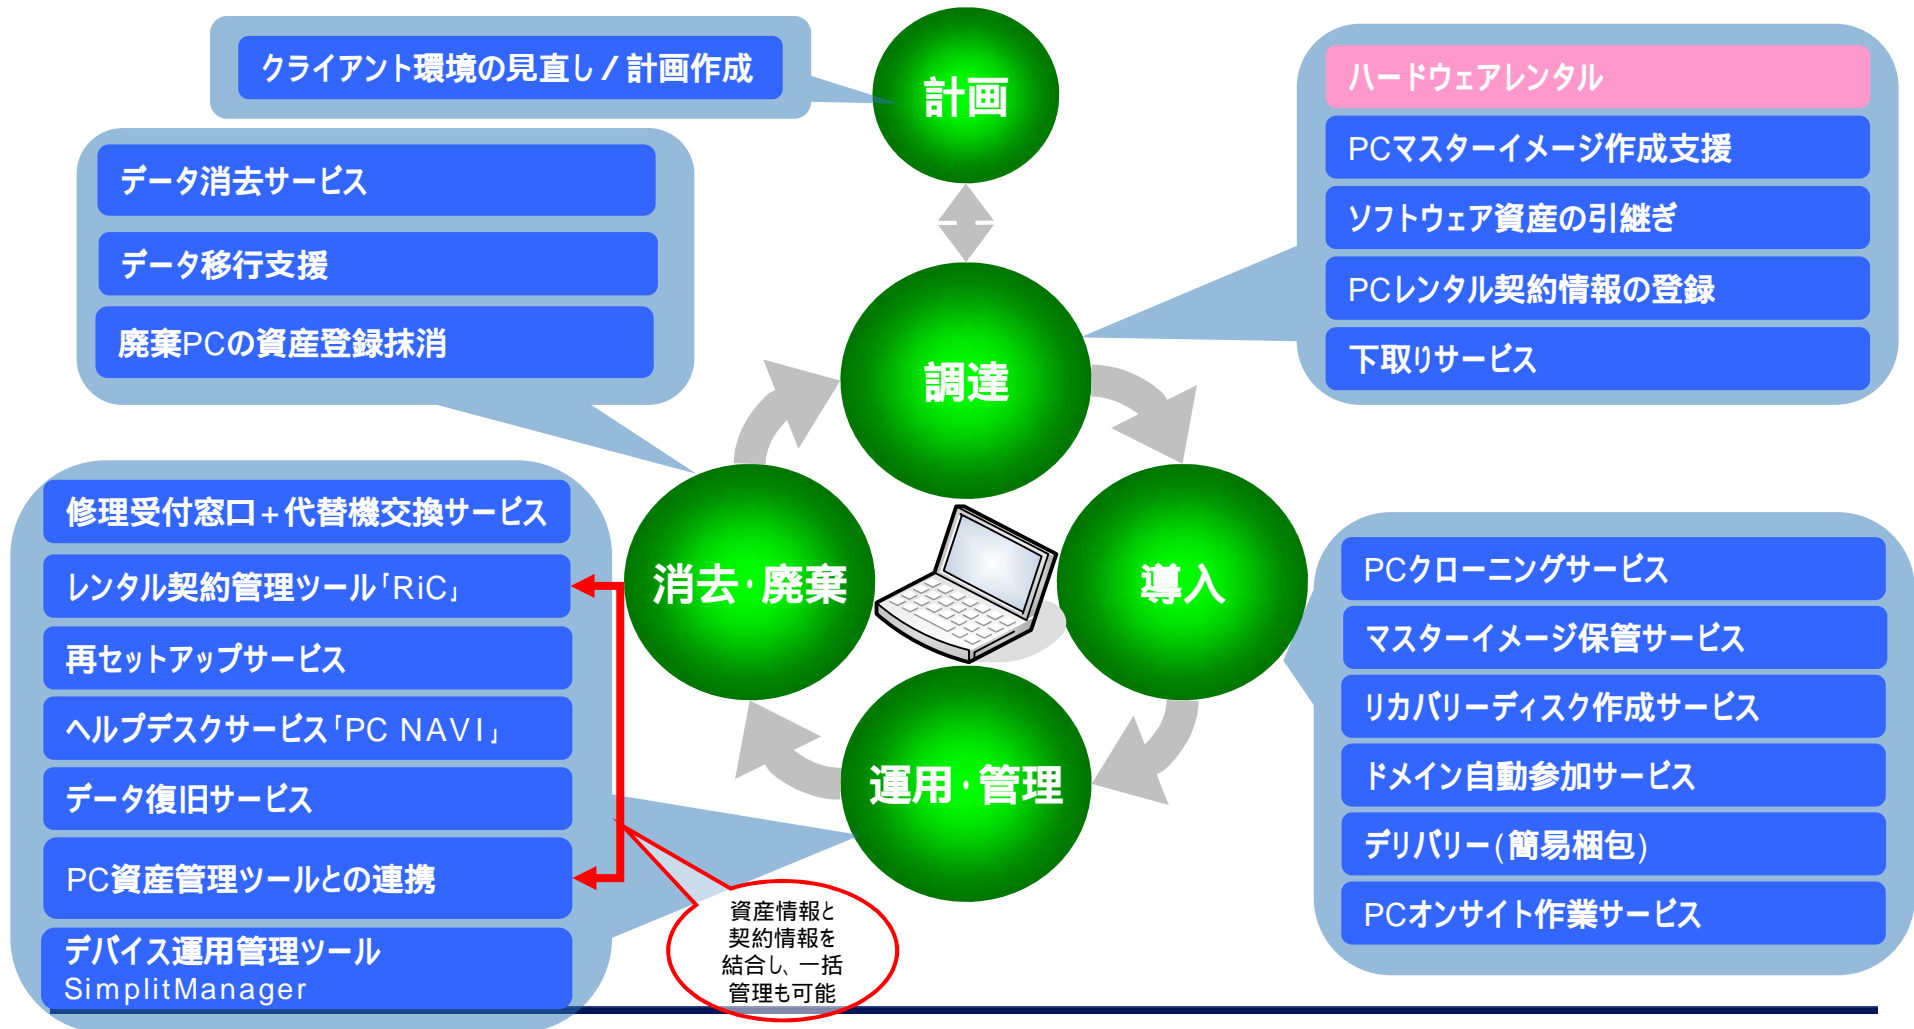 クライアント環境の見直し／計画作成
計画
ハードウェアレンタル
PCマスターイメージ作成支援
ソフトウェア資産の引継ぎ
PCレンタル契約情報の登録
下取りサービス
データ消去サービス
データ移行支援
廃棄PCの資産登録抹消
調達
消去・廃棄
導入
運用・管理
修理受付窓口+代替機交換サービス
レンタル契約管理ツール「RiC」
再セットアップサービス
ヘルプデスクサービス「PC NAVI」
データ復旧サービス
PC資産管理ツールとの連携
デバイス運用管理ツール
SimplitManager
資産情報と
契約情報を
結合し、一括
管理も可能
PCクローニングサービス
マスターイメージ保管サービス
リカバリーディスク作成サービス
ドメイン自動参加サービス
デリバリー(簡易梱包)
PCオンサイト作業サービス